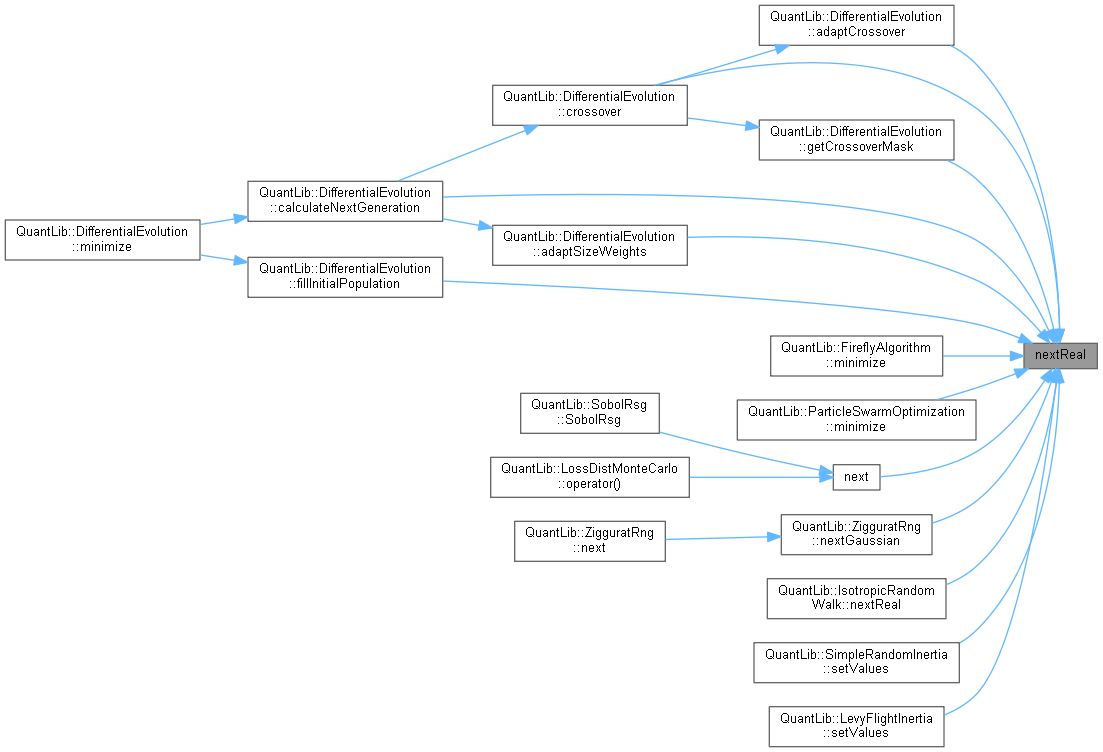 QuantLib::DifferentialEvolution
::adaptCrossover
QuantLib::DifferentialEvolution
::crossover
QuantLib::DifferentialEvolution
::getCrossoverMask
QuantLib::DifferentialEvolution
::calculateNextGeneration
QuantLib::DifferentialEvolution
::minimize
QuantLib::DifferentialEvolution
::adaptSizeWeights
QuantLib::DifferentialEvolution
::fillInitialPopulation
QuantLib::FireflyAlgorithm
::minimize
nextReal
QuantLib::ParticleSwarmOptimization
::minimize
QuantLib::SobolRsg
::SobolRsg
QuantLib::LossDistMonteCarlo
::operator()
next
QuantLib::ZigguratRng
::next
QuantLib::ZigguratRng
::nextGaussian
QuantLib::IsotropicRandom
Walk::nextReal
QuantLib::SimpleRandomInertia
::setValues
QuantLib::LevyFlightInertia
::setValues